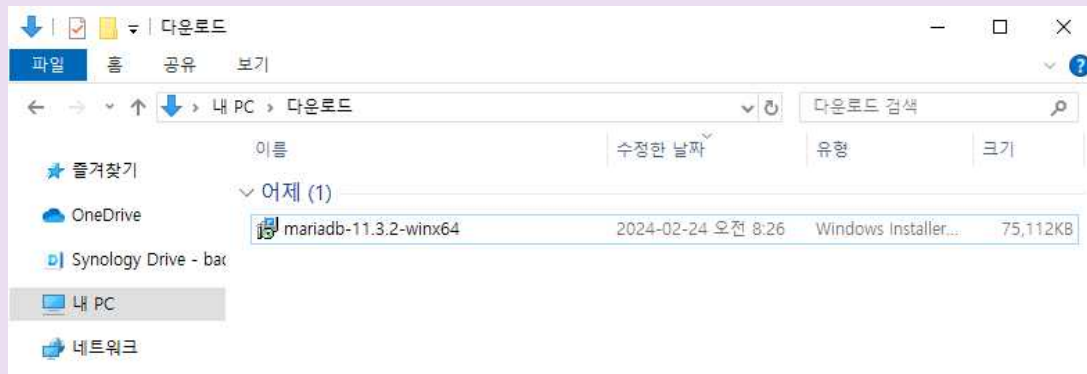 다운로드
파일 홈 공유 보기
내 PC 다운로드 다운로드 검색
이름 수정한 날짜 유형 크기
즐겨찾기
어제 (1)
OneDrive
mariadb-11.3.2-winx64 2024-02-24 오전 8:26 Windows Installer... 75,112KB
Synology Drive - bac
내 PC
네트워크